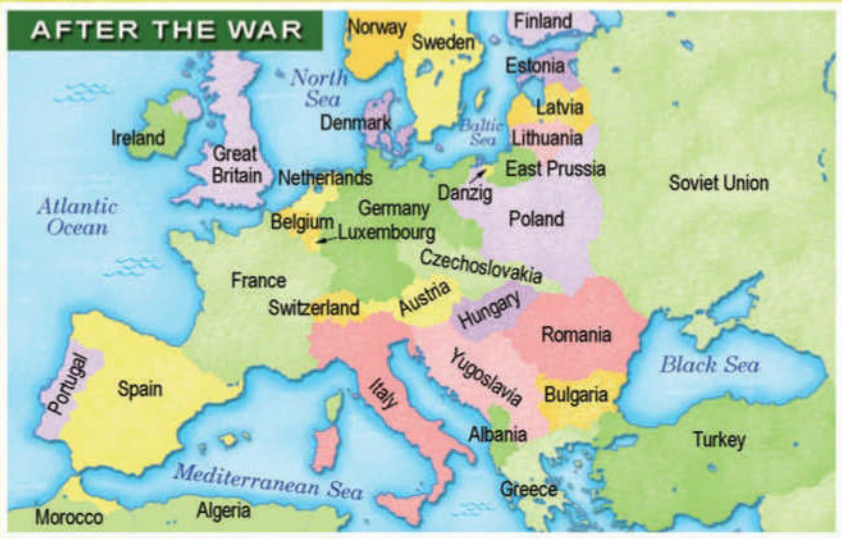 AFTER THE WAR
Norway
Sweden
Finland
North
Sea
Estonia
Denmark
Baltic
Sea
Latvia
Lithuania
Ireland
Great
Britain
Netherlands
Danzig
East Prussia
Soviet Union
Atlantic
Ocean
Belgium
Germany
Luxembourg
Poland
France
Czechoslovakia
Switzerland
Austria
Hungary
Romania
Black Sea
Portugal
Spain
Italy
Yugoslavia
Bulgaria
Albania
Turkey
Mediterranean Sea
Greece
Morocco
Algeria